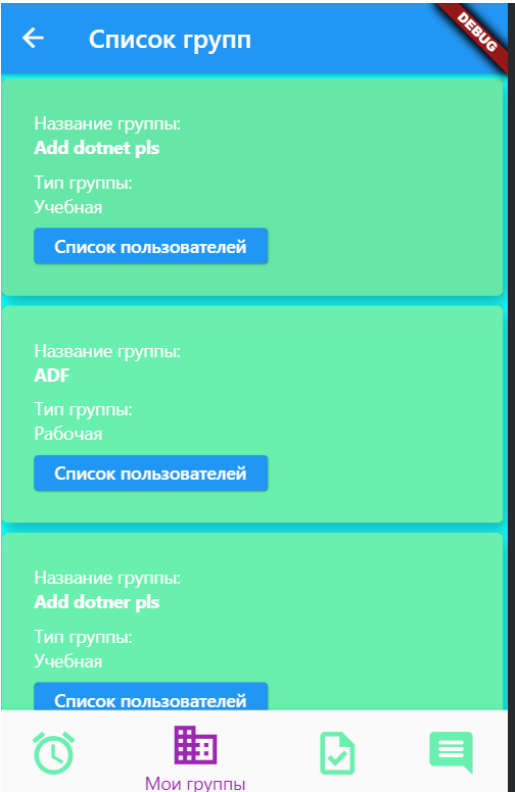 Список групп
DEBUG
Название группы:
Add dotnet pls
Тип группы:
Учебная
Список пользователей
Название группы:
ADF
Тип группы:
Рабочая
Список пользователей
Название группы:
Add dotner pls
Тип группы:
Учебная
Список пользователей
Мои группы